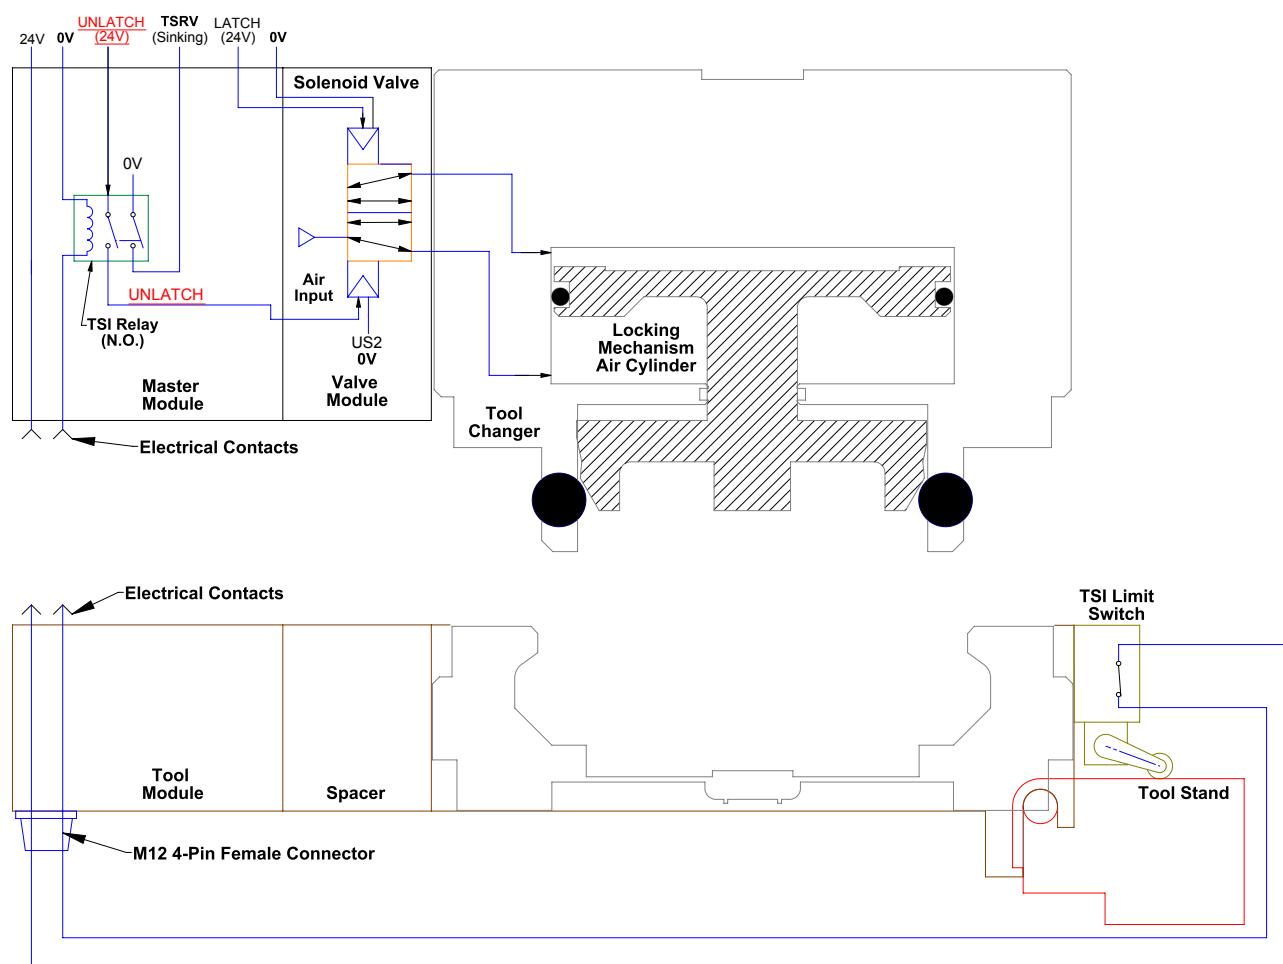 24V
0V
UNLATCH
(24V)
TSRV
(Sinking)
LATCH
(24V)
0V
Solenoid Valve
0V
Air
Input
UNLATCH
TSI Relay
(N.O.)
US2
0V
Locking
Mechanism
Air Cylinder
Master
Module
Valve
Module
Tool
Changer
Electrical Contacts
Electrical Contacts
TSI Limit
Switch
Tool
Module
Spacer
Tool Stand
M12 4-Pin Female Connector